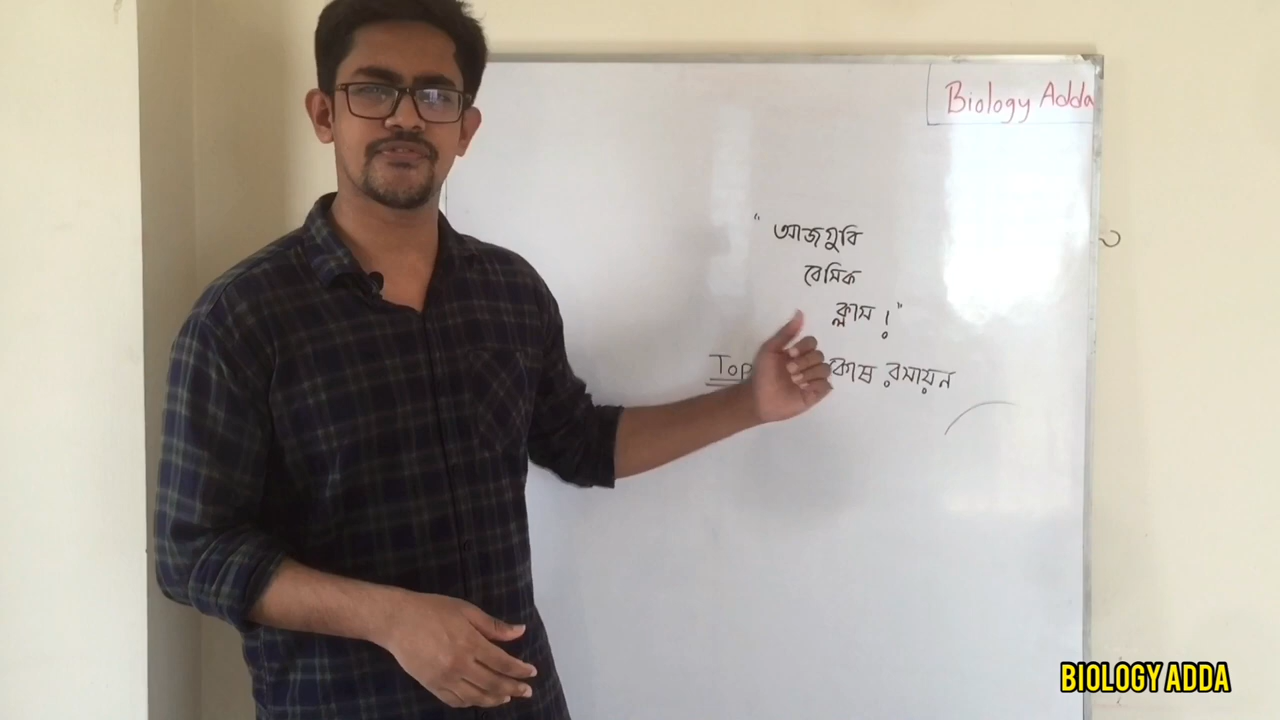 Biology Adda
"আজগুবি
বেসিক
ক্লাস !"
Top কোষ রসায়ন
BIOLOGY ADDA